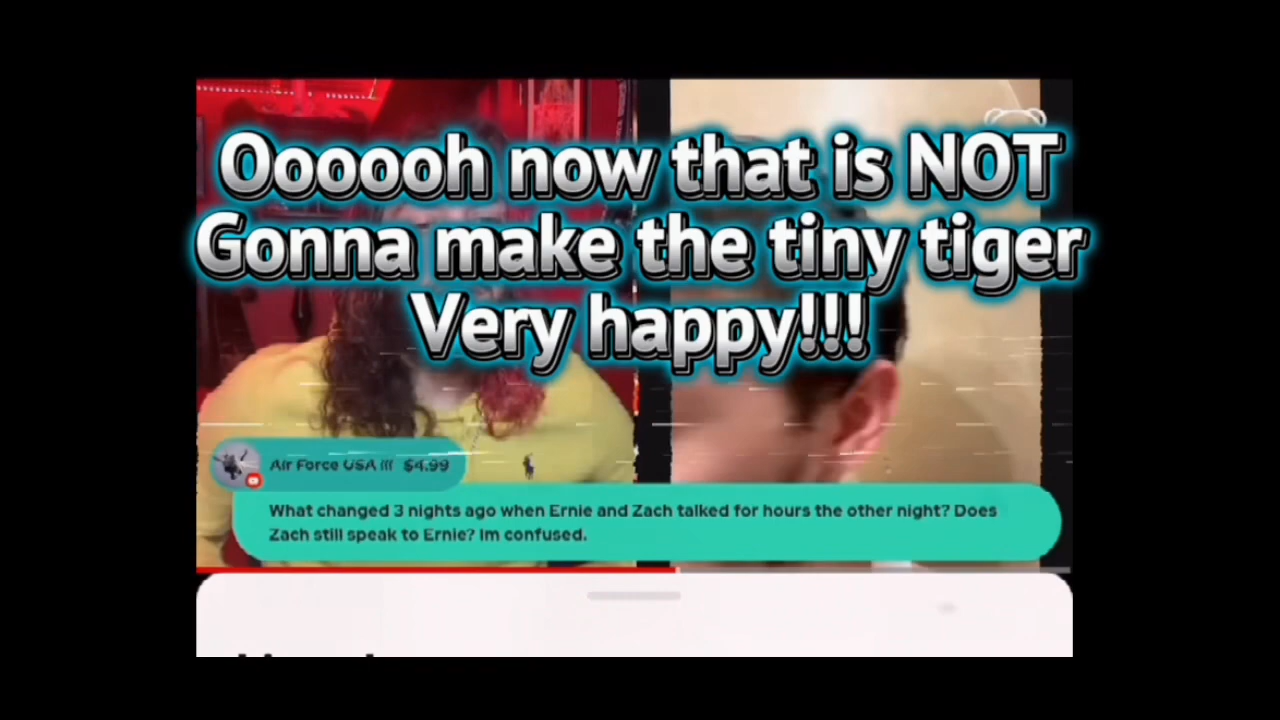 Oooooh now that is NOT
Gonna make the tiny tiger
Very happy!!!
Air Force USA III $4.99
What changed 3 nights ago when Ernie and Zach talked for hours the other night? Does
Zach still speak to Ernie? Im confused.